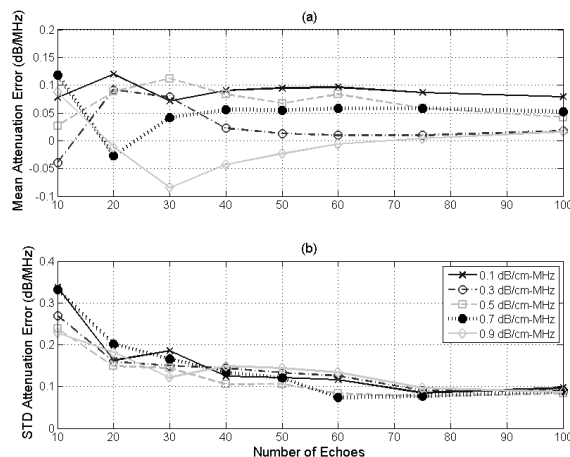 (a)
Mean Attenuation Error (dB/MHz)
0.2
0.15
0.1
0.05
0
-0.05
-0.1
10 20 30 40 50 60 70 80 90 100
(b)
STD Attenuation Error (dB/MHz)
0.4
0.3
0.2
0.1
0
0.1 dB/cm-MHz
0.3 dB/cm-MHz
0.5 dB/cm-MHz
0.7 dB/cm-MHz
0.9 dB/cm-MHz
10 20 30 40 50 60 70 80 90 100
Number of Echoes